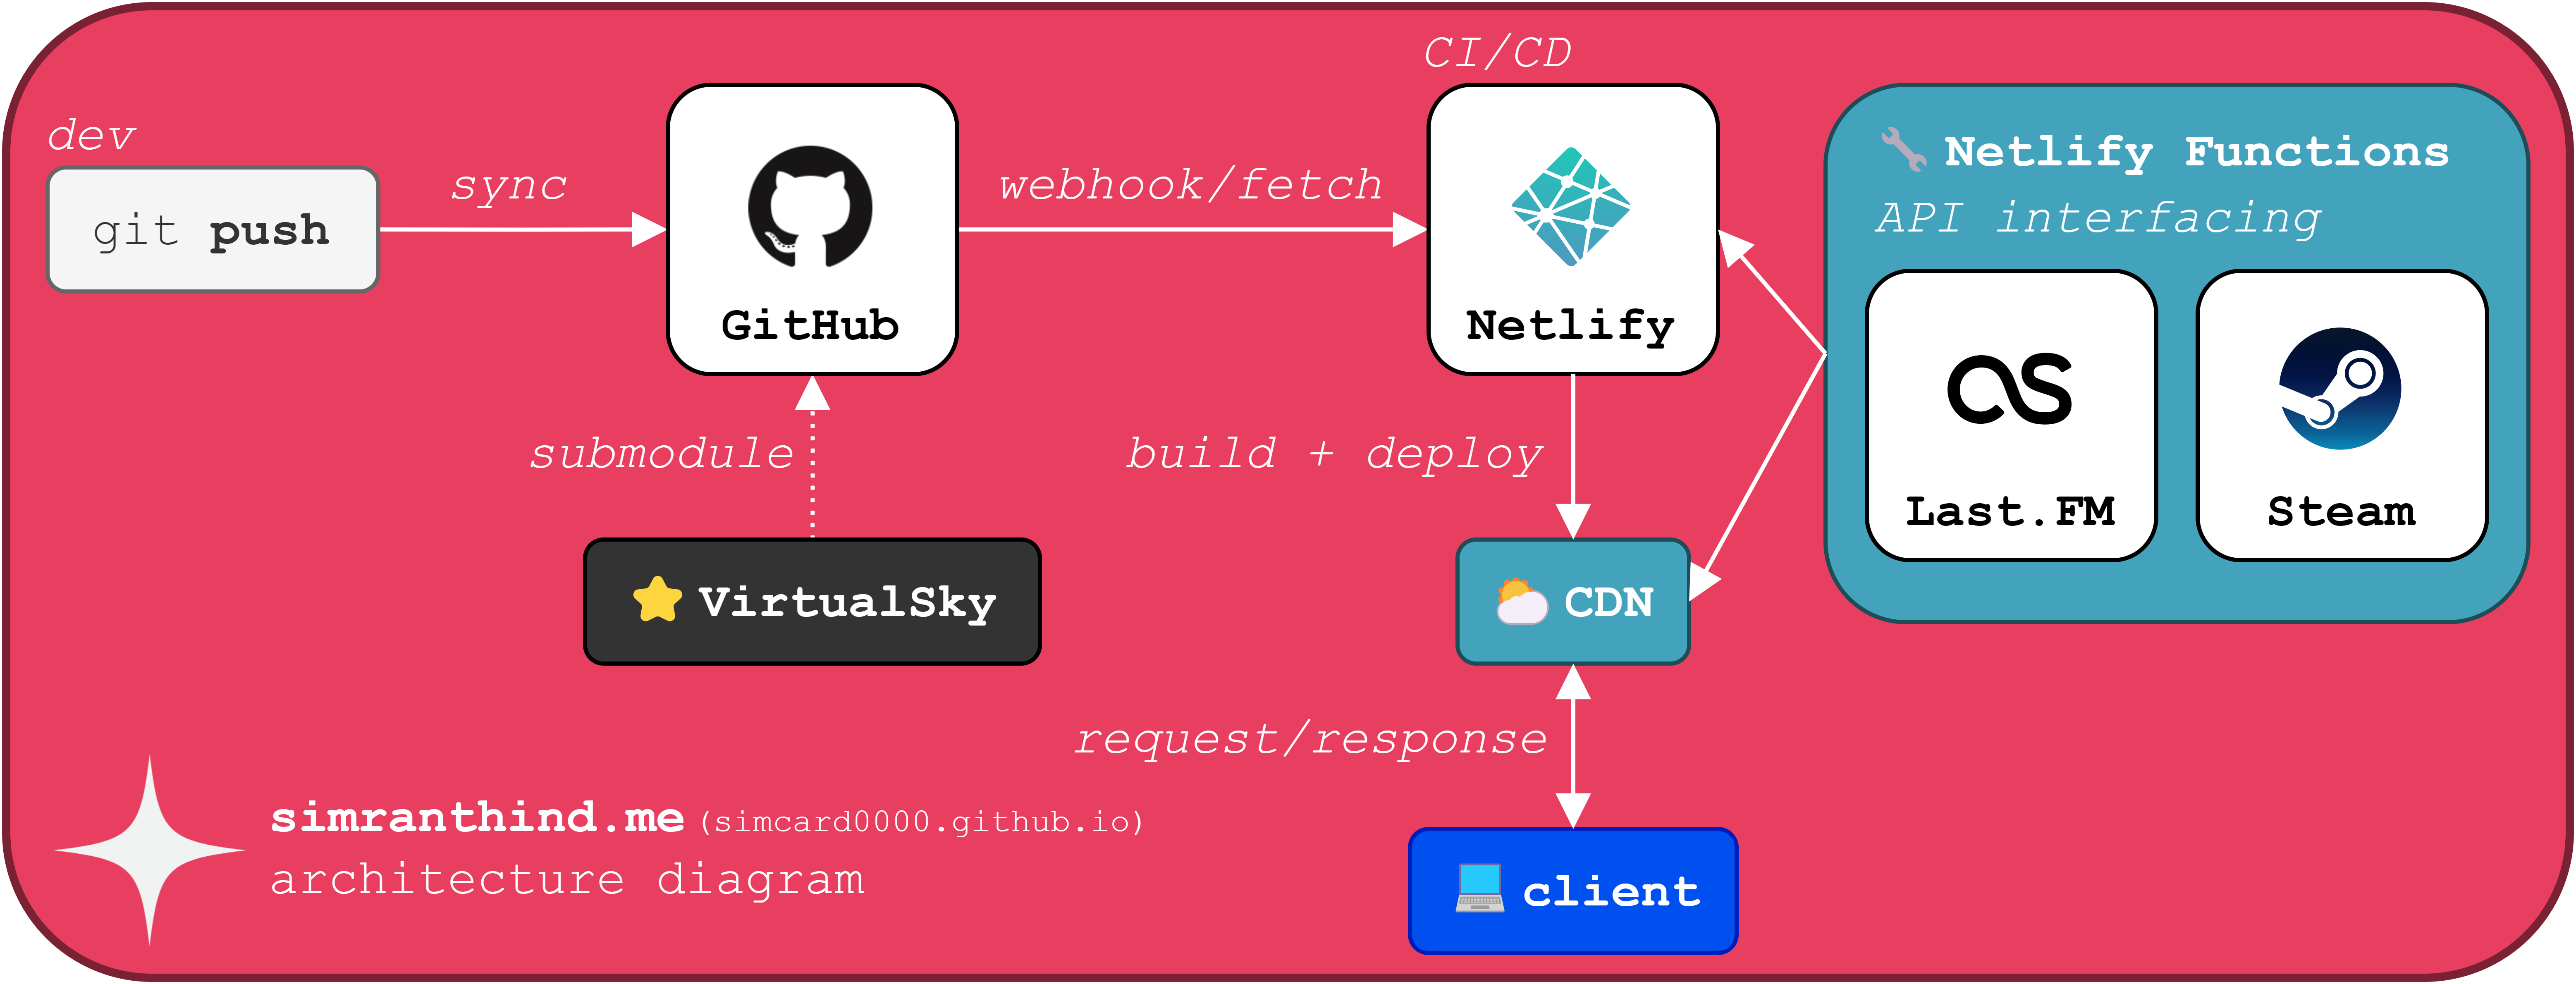 CI/CD
dev
git push
sync
GitHub
webhook/fetch
Netlify
Netlify Functions
API interfacing
Last.FM
Steam
submodule
build + deploy
VirtualSky
CDN
request/response
client
simranthind.me (simcard0000.github.io)
architecture diagram